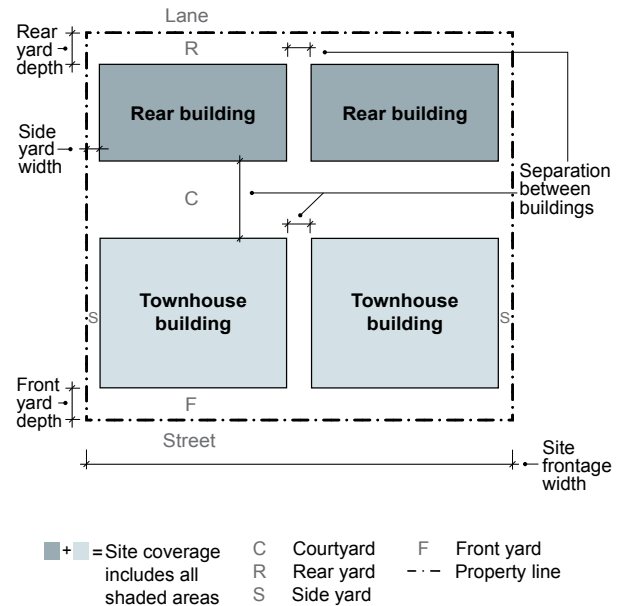 Lane
Rear
yard
depth
R
Rear building
Rear building
Side
yard
width
C
Separation
between
buildings
Townhouse
building
Townhouse
building
S
S
Front
yard
depth
F
Street
Site
frontage
width
+ = Site coverage
includes all
shaded areas
C Courtyard
R Rear yard
S Side yard
F Front yard
Property line